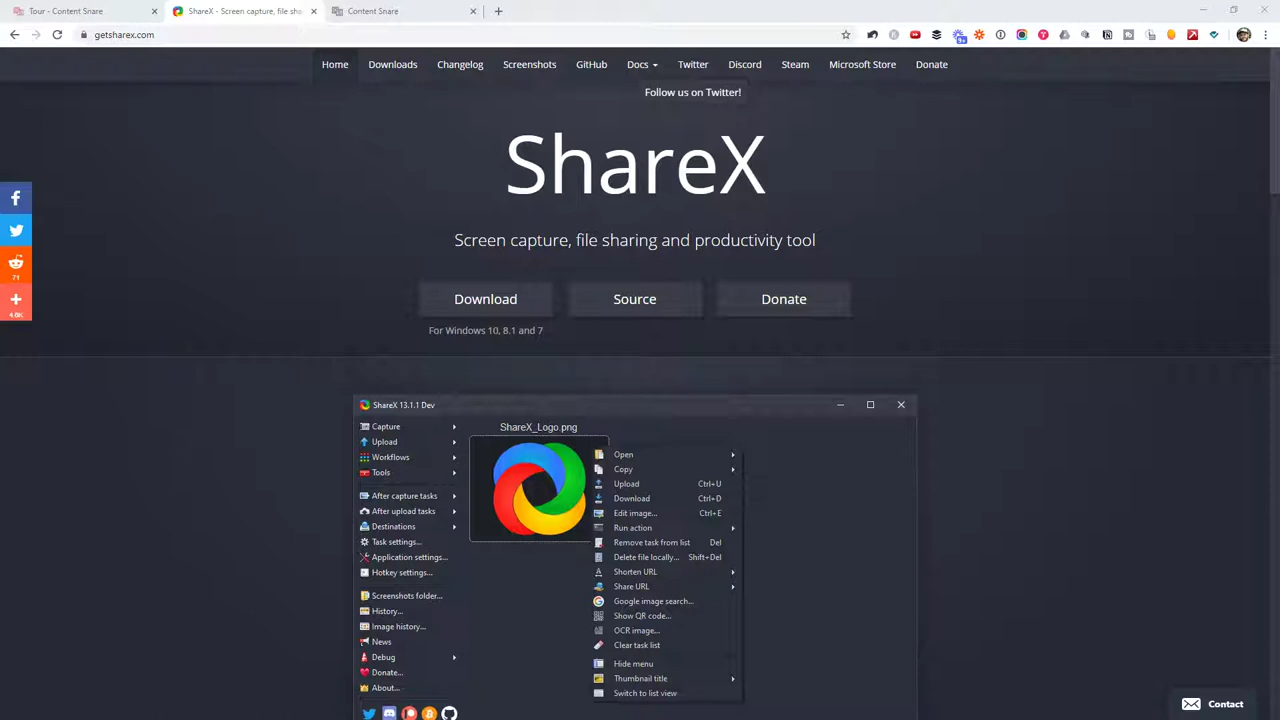 Tour - Content Snare
ShareX - Screen capture, file sha
Content Snare
getsharex.com
9+
Home
Downloads
Changelog
Screenshots
GitHub
Docs
Twitter
Discord
Steam
Microsoft Store
Donate
Follow us on Twitter!
ShareX
Screen capture, file sharing and productivity tool
Download
Source
Donate
For Windows 10, 8.1 and 7
71
4.6K
ShareX 13.1.1 Dev
Capture
Upload
Workflows
Tools
After capture tasks
After upload tasks
Destinations
Task settings...
Application settings...
Hotkey settings...
Screenshots folder...
History...
Image history...
News
Debug
Donate...
About...
ShareX_Logo.png
Open
Copy
Upload Ctrl+U
Download Ctrl+D
Edit image... Ctrl+E
Run action
Remove task from list Del
Delete file locally... Shift+Del
Shorten URL
Share URL
Google image search...
Show QR code...
OCR image...
Clear task list
Hide menu
Thumbnail title
Switch to list view
Contact